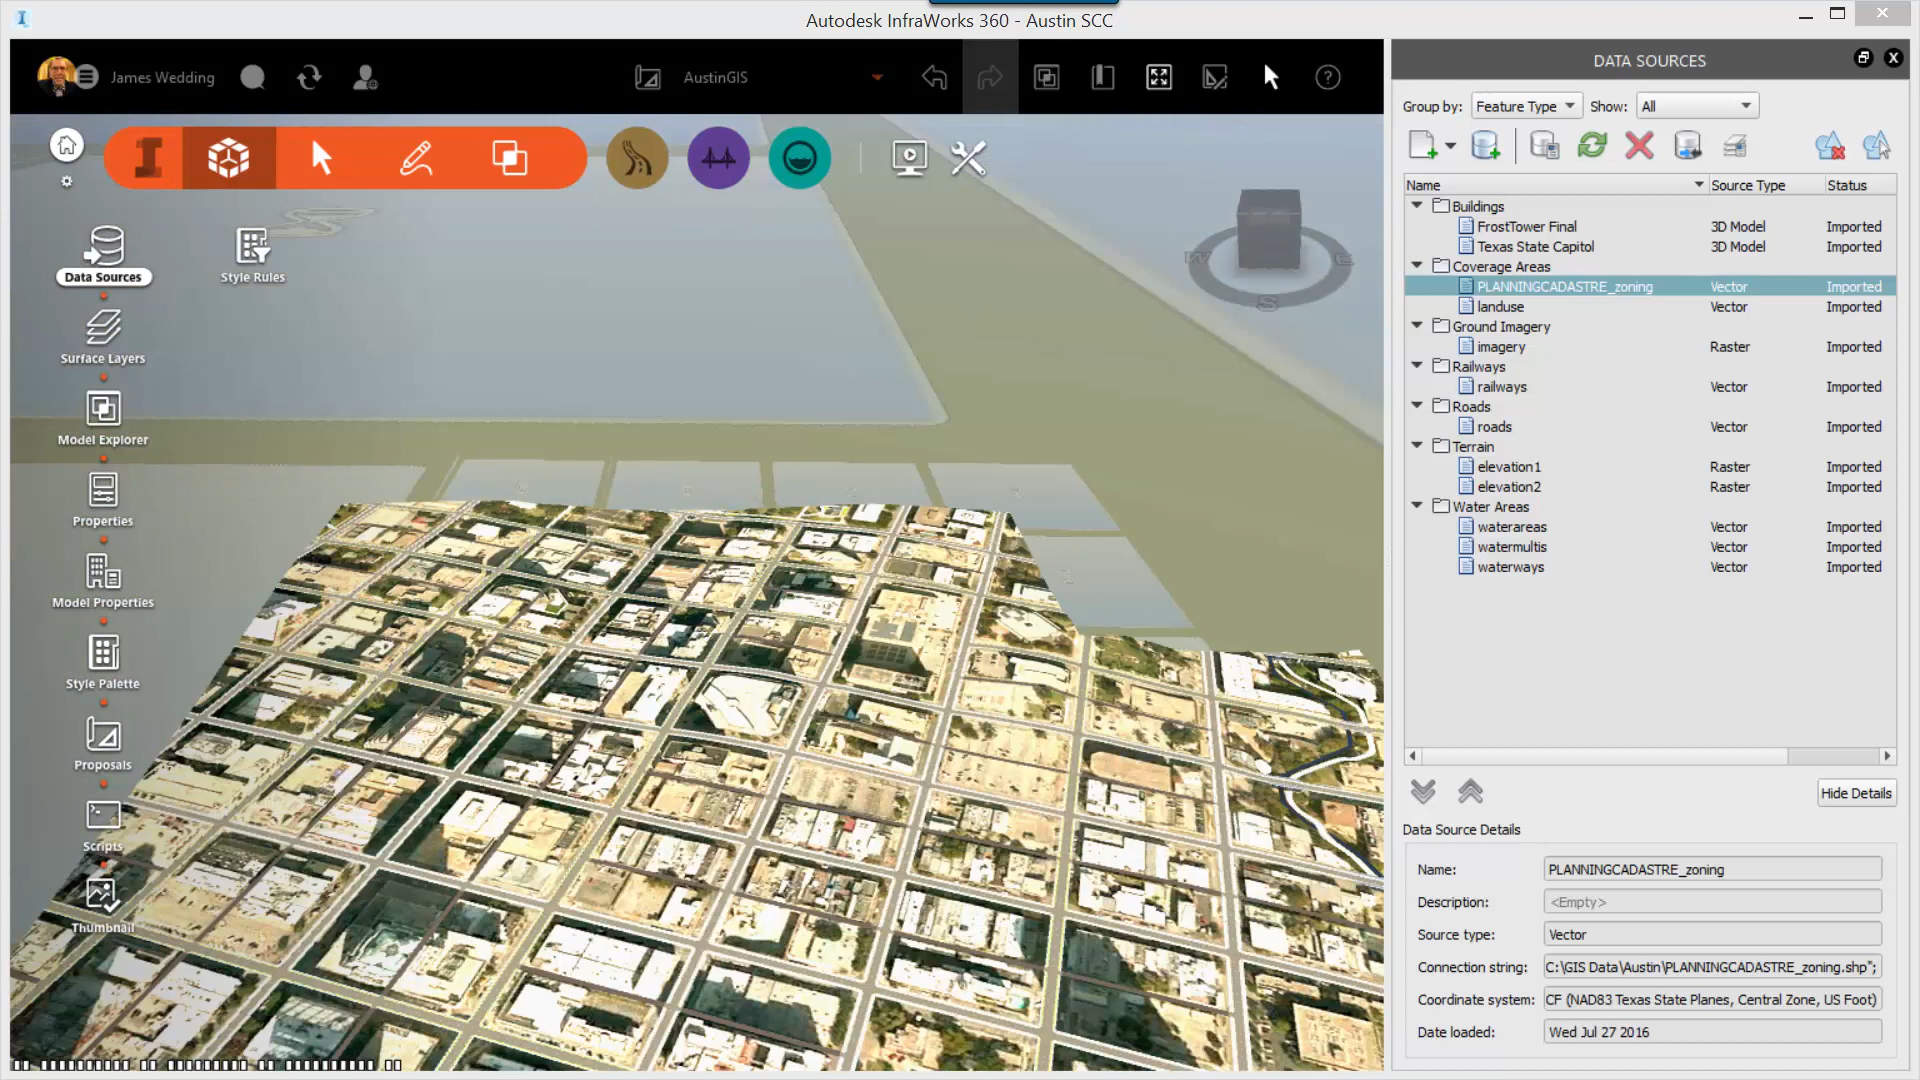 Autodesk InfraWorks 360 - Austin SCC
James Wedding
AustinGIS
Data Sources
Style Rules
Surface Layers
Model Explorer
Properties
Model Properties
Style Palette
Proposals
Scripts
Thumbnail
W
E
S
DATA SOURCES
Group by: Feature Type Show: All
Name Source Type Status
Buildings
FrostTower Final 3D Model Imported
Texas State Capitol 3D Model Imported
Coverage Areas
PLANNINGCADASTRE_zoning Vector Imported
landuse Vector Imported
Ground Imagery
imagery Raster Imported
Railways
railways Vector Imported
Roads
roads Vector Imported
Terrain
elevation1 Raster Imported
elevation2 Raster Imported
Water Areas
waterareas Vector Imported
watermultis Vector Imported
waterways Vector Imported
Hide Details
Data Source Details
Name: PLANNINGCADASTRE_zoning
Description: <Empty>
Source type: Vector
Connection string: C:\GIS Data\Austin\PLANNINGCADASTRE_zoning.shp";
Coordinate system: CF (NAD83 Texas State Planes, Central Zone, US Foot)
Date loaded: Wed Jul 27 2016